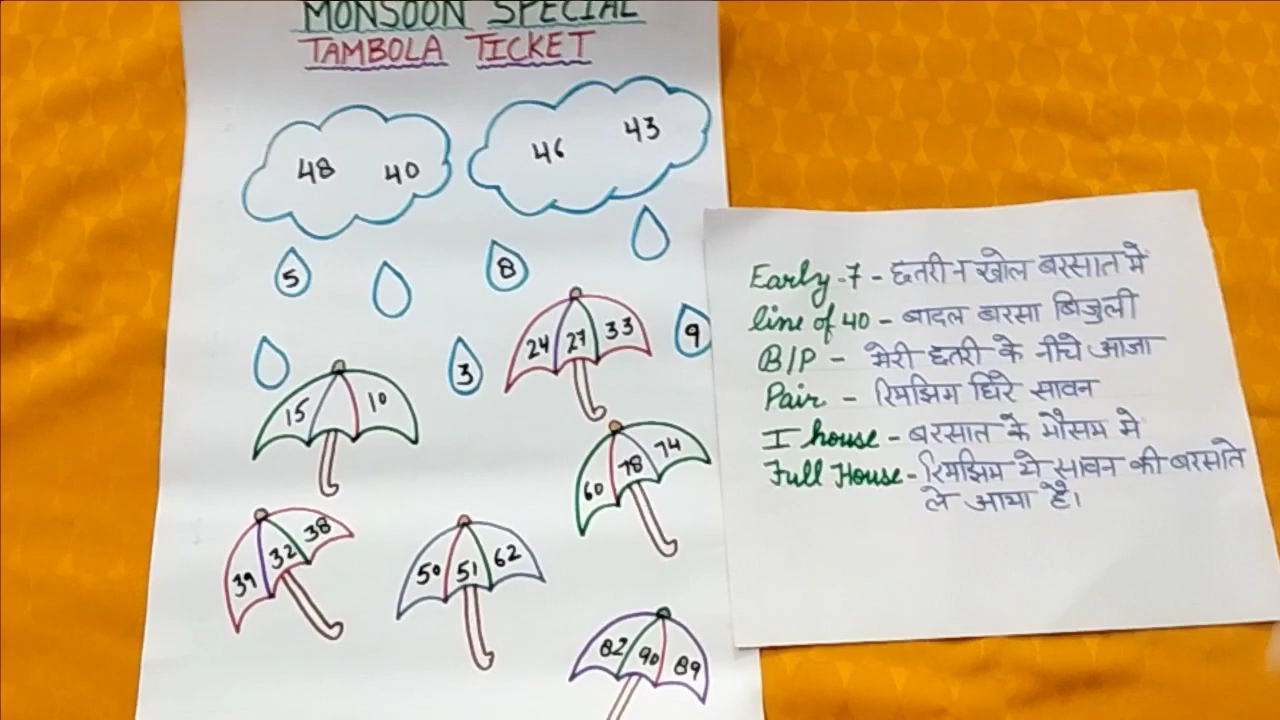 MONSOON SPECIAL
TAMBOLA TICKET
48 40
46 43
5
8
24 27 33
9
3
15 10
60 78 74
39 32 38
50 51 62
82 90 89
Early-7 - छतरी न खोल बरसात में
line of 40 - बादल बरसा बिजुली
B/P - मेरी छतरी के नीचे आजा
Pair - रिमझिम घिरे सावन
I house - बरसात के मौसम मे
Full House - रिमझिम ये सावन की बरसाते
ले आया है।